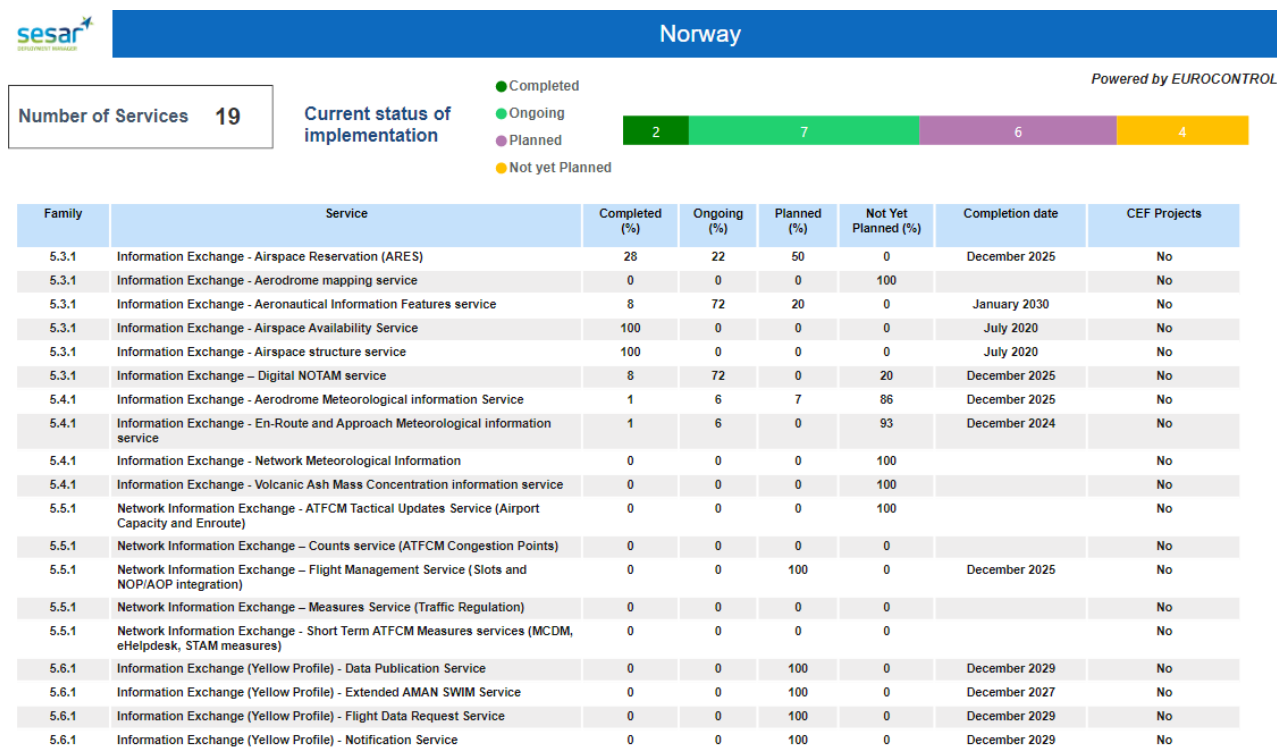 sesar
DEPLOYMENT MANAGER
Norway
Powered by EUROCONTROL
Number of Services 19
Current status of
implementation
Completed
Ongoing
Planned
Not yet Planned
2 7 6 4
Family Service Completed (%) Ongoing (%) Planned (%) Not Yet Planned (%) Completion date CEF Projects
5.3.1 Information Exchange - Airspace Reservation (ARES) 28 22 50 0 December 2025 No
5.3.1 Information Exchange - Aerodrome mapping service 0 0 0 100 No
5.3.1 Information Exchange - Aeronautical Information Features service 8 72 20 0 January 2030 No
5.3.1 Information Exchange - Airspace Availability Service 100 0 0 0 July 2020 No
5.3.1 Information Exchange - Airspace structure service 100 0 0 0 July 2020 No
5.3.1 Information Exchange – Digital NOTAM service 8 72 0 20 December 2025 No
5.4.1 Information Exchange - Aerodrome Meteorological information Service 1 6 7 86 December 2025 No
5.4.1 Information Exchange - En-Route and Approach Meteorological information
service 1 6 0 93 December 2024 No
5.4.1 Information Exchange - Network Meteorological Information 0 0 0 100 No
5.4.1 Information Exchange - Volcanic Ash Mass Concentration information service 0 0 0 100 No
5.5.1 Network Information Exchange - ATFCM Tactical Updates Service (Airport
Capacity and Enroute) 0 0 0 100 No
5.5.1 Network Information Exchange – Counts service (ATFCM Congestion Points) 0 0 0 0 No
5.5.1 Network Information Exchange – Flight Management Service (Slots and
NOP/AOP integration) 0 0 100 0 December 2025 No
5.5.1 Network Information Exchange – Measures Service (Traffic Regulation) 0 0 0 0 No
5.5.1 Network Information Exchange - Short Term ATFCM Measures services (MCDM,
eHelpdesk, STAM measures) 0 0 0 0 No
5.6.1 Information Exchange (Yellow Profile) - Data Publication Service 0 0 100 0 December 2029 No
5.6.1 Information Exchange (Yellow Profile) - Extended AMAN SWIM Service 0 0 100 0 December 2027 No
5.6.1 Information Exchange (Yellow Profile) - Flight Data Request Service 0 0 100 0 December 2029 No
5.6.1 Information Exchange (Yellow Profile) - Notification Service 0 0 100 0 December 2029 No